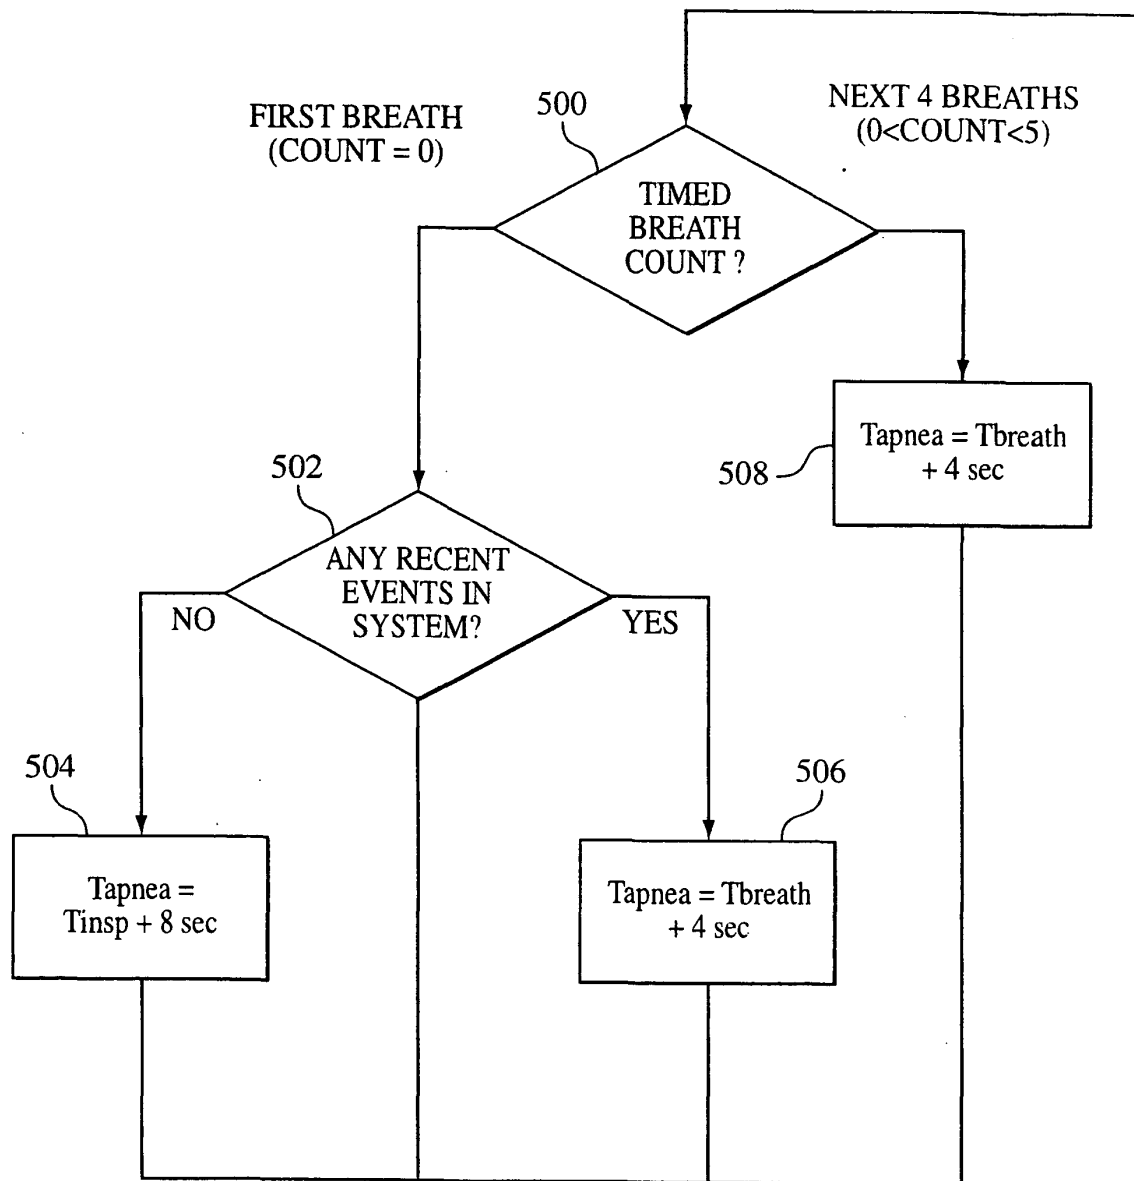 FIRST BREATH
(COUNT = 0)
500
NEXT 4 BREATHS
(0<COUNT<5)
TIMED
BREATH
COUNT ?
508
Tapnea = Tbreath
+ 4 sec
502
ANY RECENT
EVENTS IN
SYSTEM?
NO
YES
504
Tapnea =
Tinsp + 8 sec
506
Tapnea = Tbreath
+ 4 sec